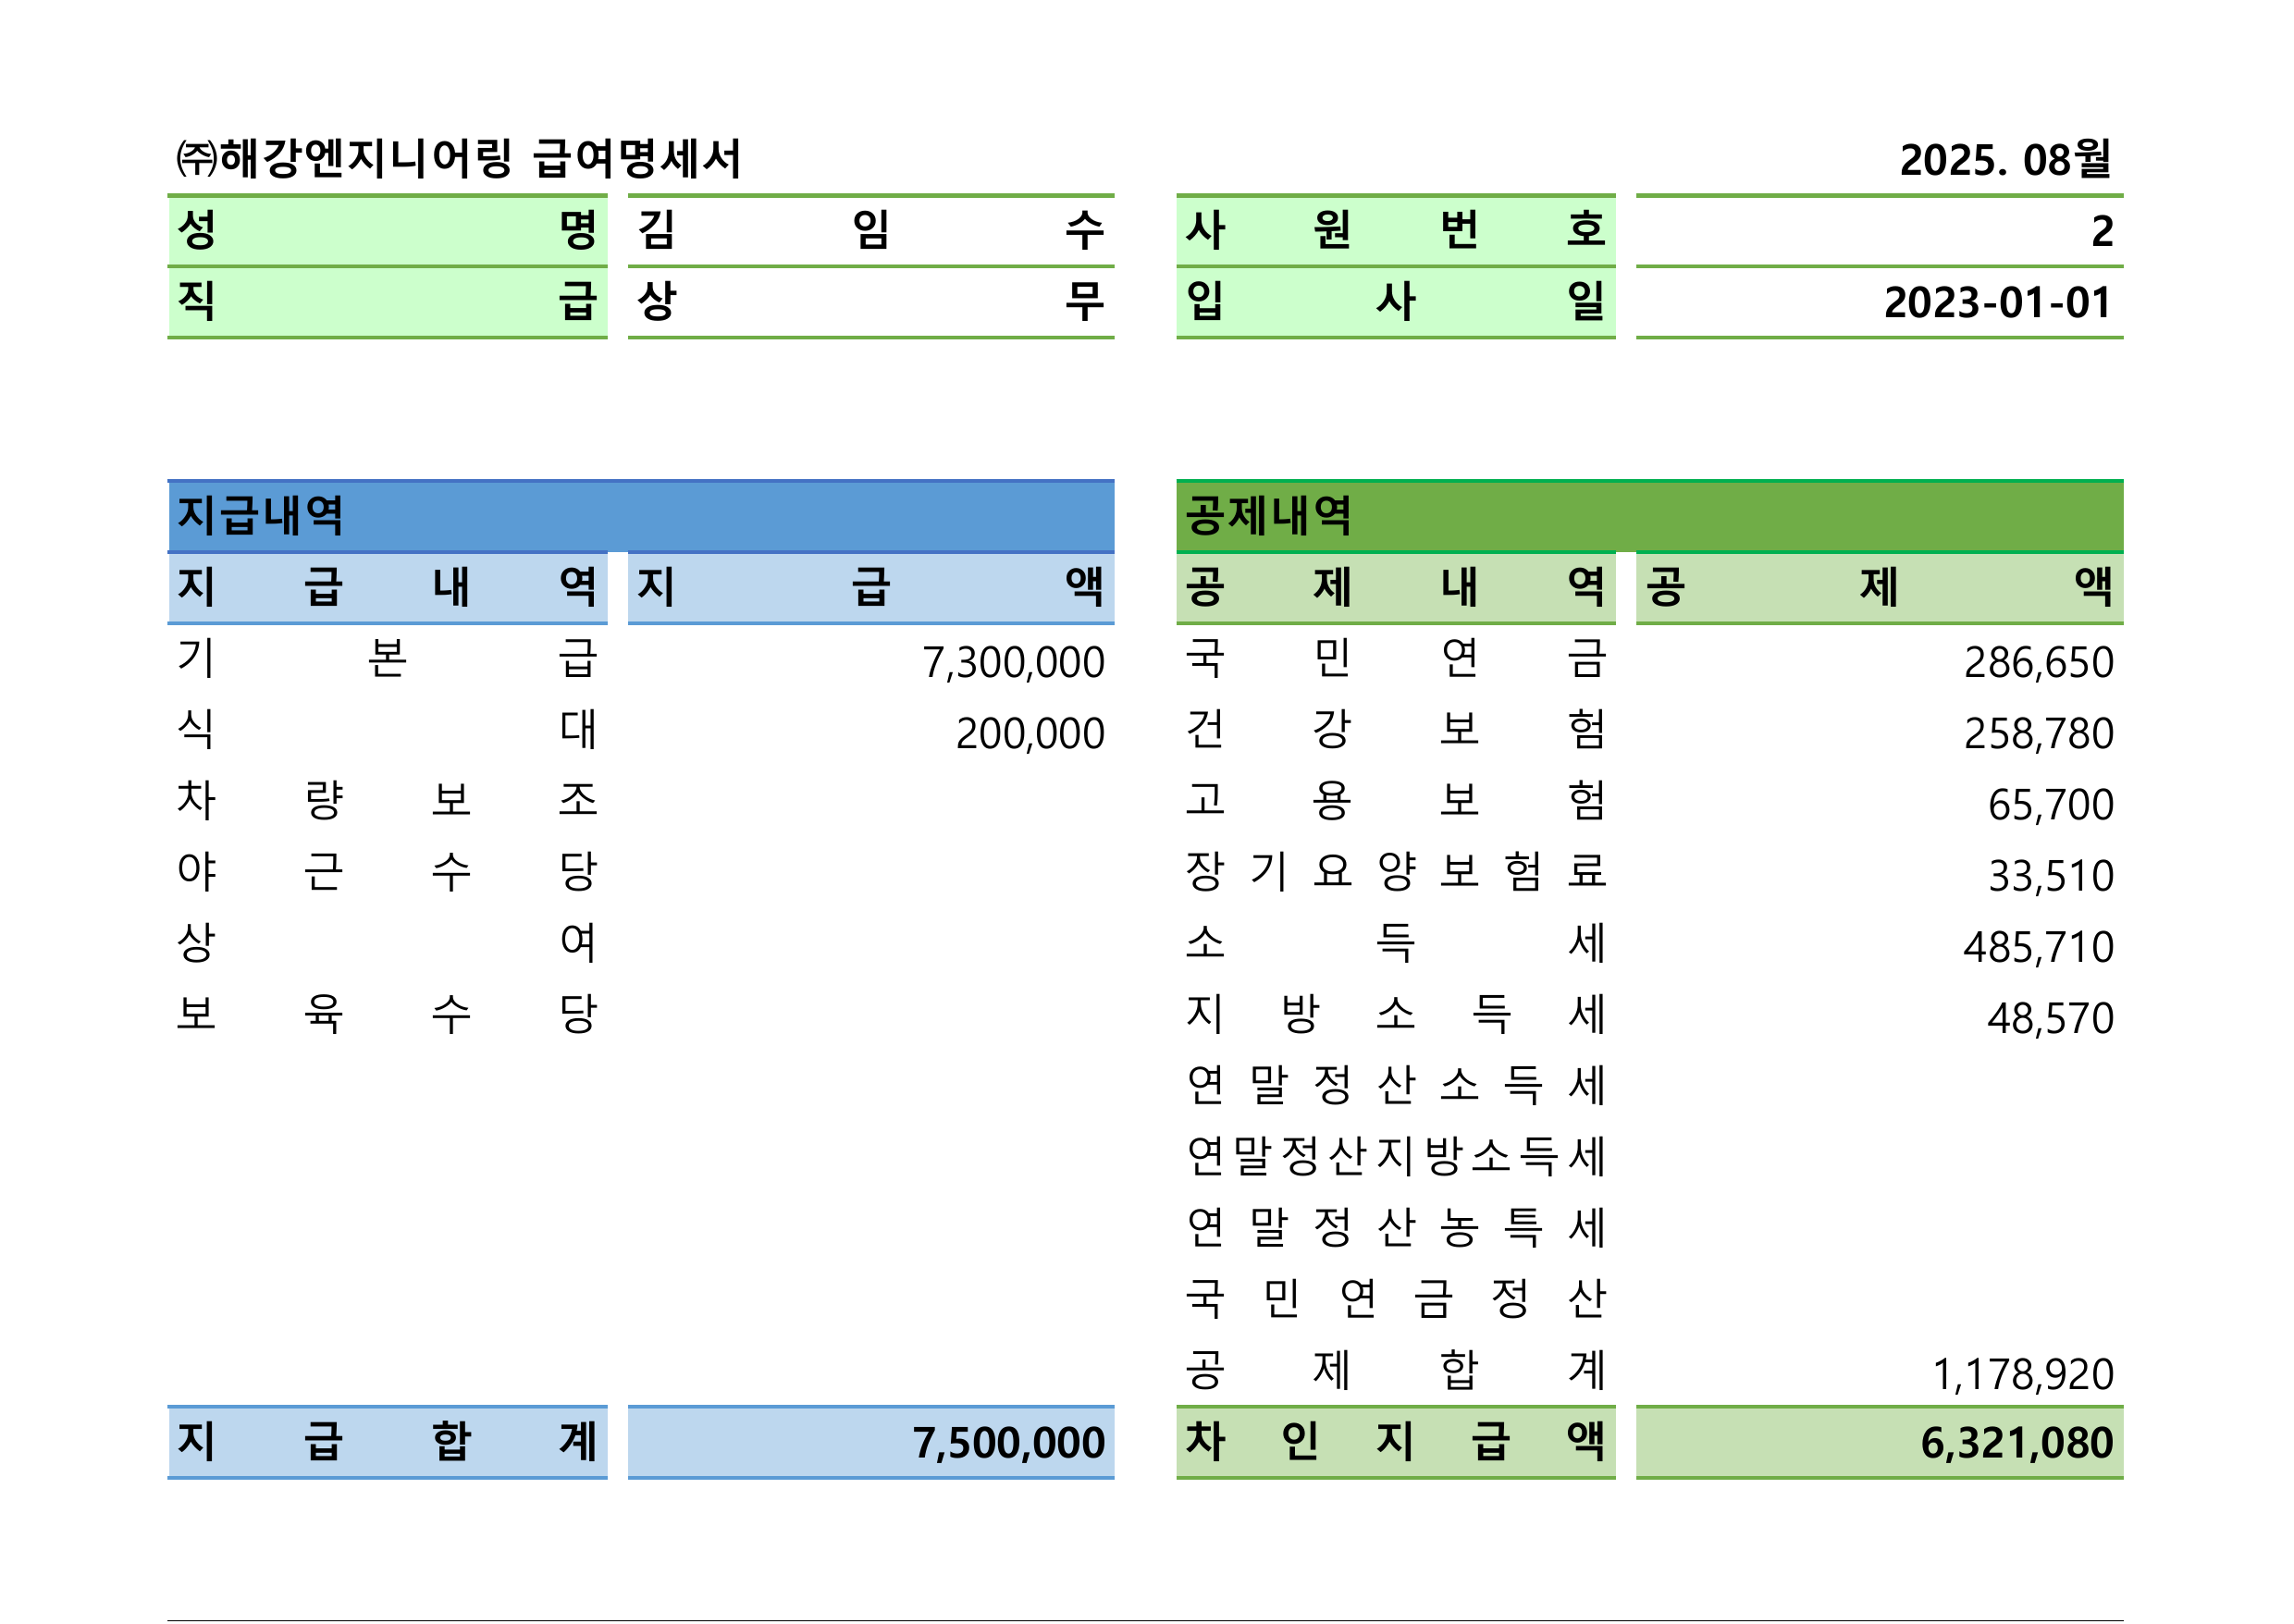 ㈜해강엔지니어링 급여명세서 2025. 08월
성명 김임수 사원번호 2
직급 상무 입사일 2023-01-01
지급내역 공제내역
지급내역 지급액 공제내역 공제액
기본급 7,300,000 국민연금 286,650
식대 200,000 건강보험 258,780
차량보조 고용보험 65,700
야근수당 장기요양보험료 33,510
상여 소득세 485,710
보육수당 지방소득세 48,570
연말정산소득세
연말정산지방소득세
연말정산농특세
국민연금정산
공제합계 1,178,920
지급합계 7,500,000 차인지급액 6,321,080